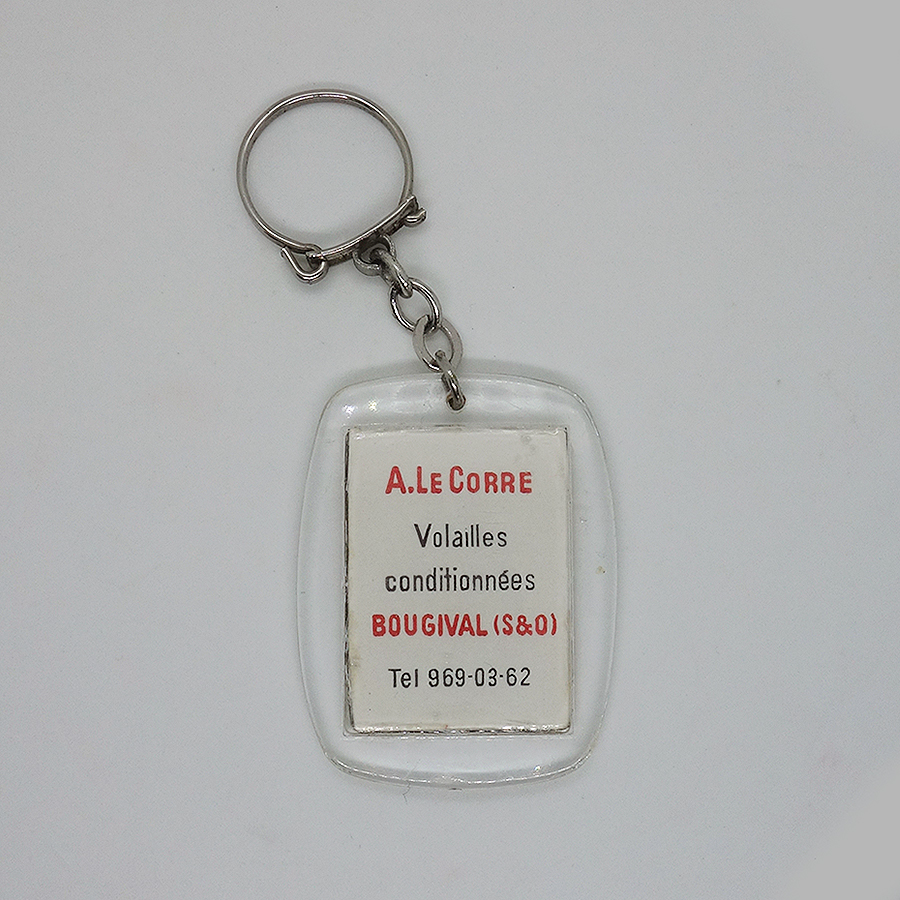 A. LE CORRE
Volailles
conditionnées
BOUGIVAL (S&O)
Tel 969-03-62